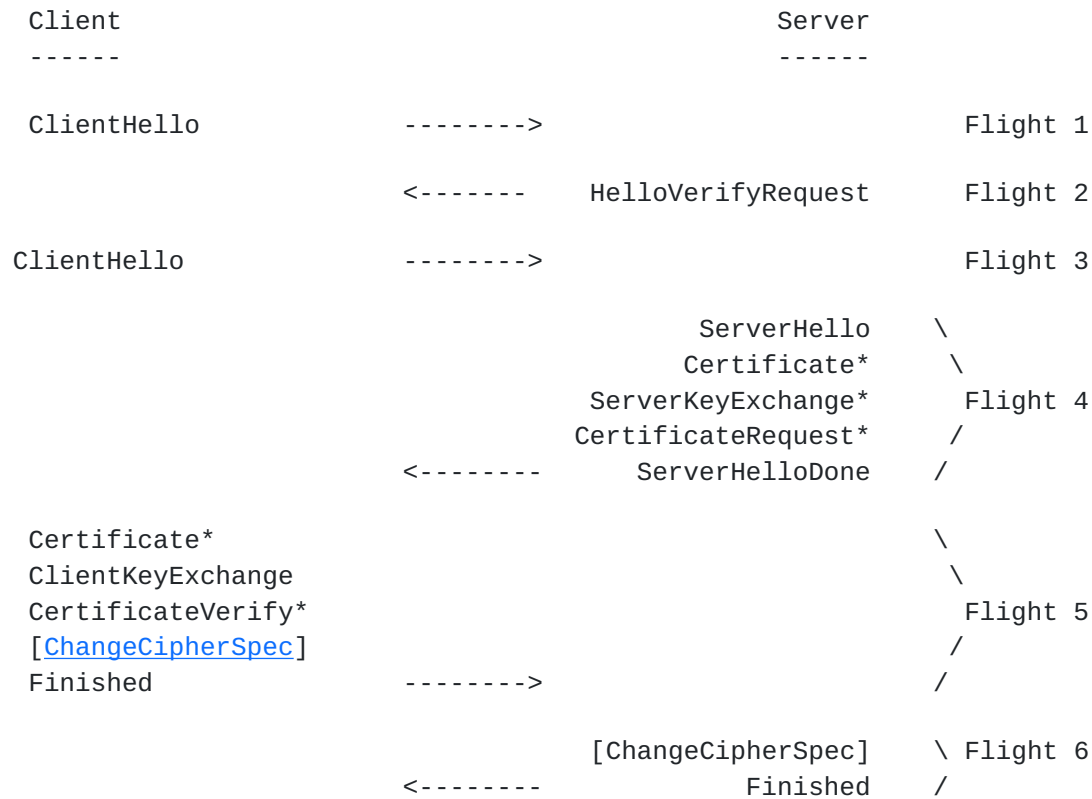 Client                                          Server
------                                          ------

ClientHello             -------->                           Flight 1

                        <-------    HelloVerifyRequest      Flight 2

ClientHello             -------->                           Flight 3

                                           ServerHello    \
                                          Certificate*     \
                                    ServerKeyExchange*      Flight 4
                                   CertificateRequest*     /
                        <--------      ServerHelloDone    /

Certificate*                                              \
ClientKeyExchange                                          \
CertificateVerify*                                          Flight 5
[ChangeCipherSpec]                                         /
Finished                -------->                         /

                                    [ChangeCipherSpec]    \ Flight 6
                        <--------             Finished    /